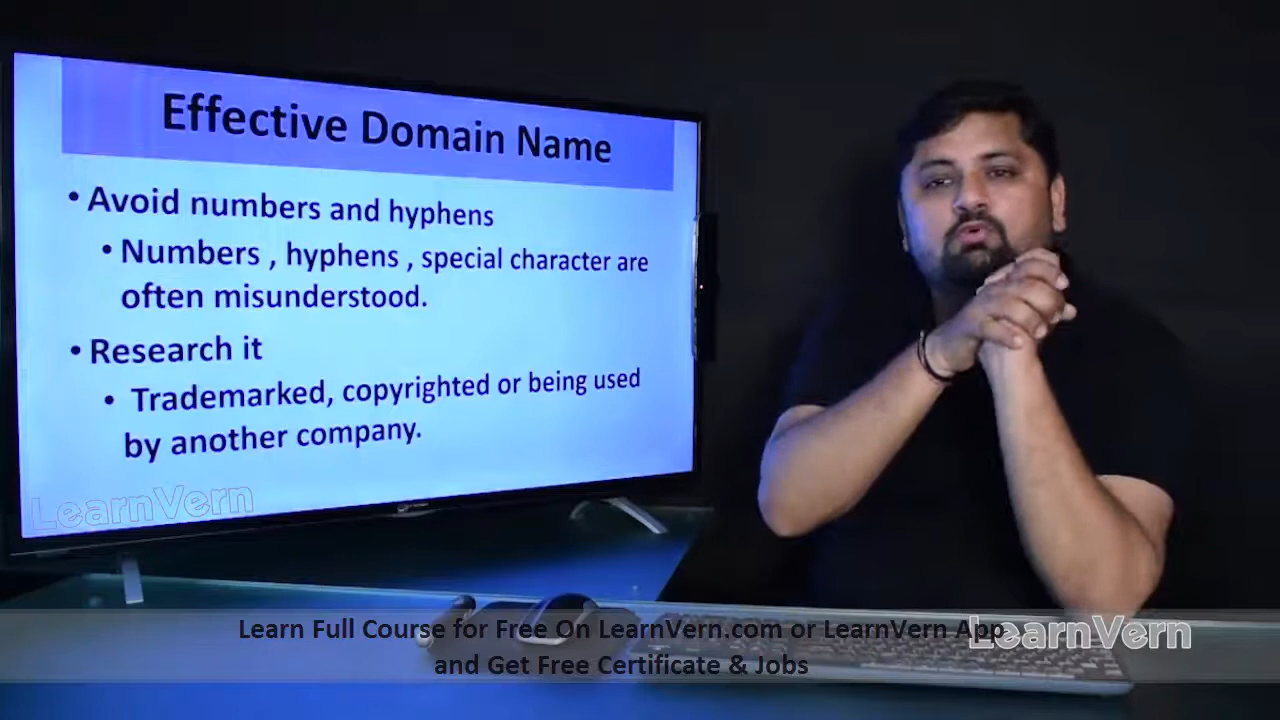 Effective Domain Name
• Avoid numbers and hyphens
• Numbers , hyphens , special character are
often misunderstood.
• Research it
• Trademarked, copyrighted or being used
by another company.
LearnVern
Learn Full Course for Free On LearnVern.com or LearnVern App
and Get Free Certificate & Jobs
LearnVern